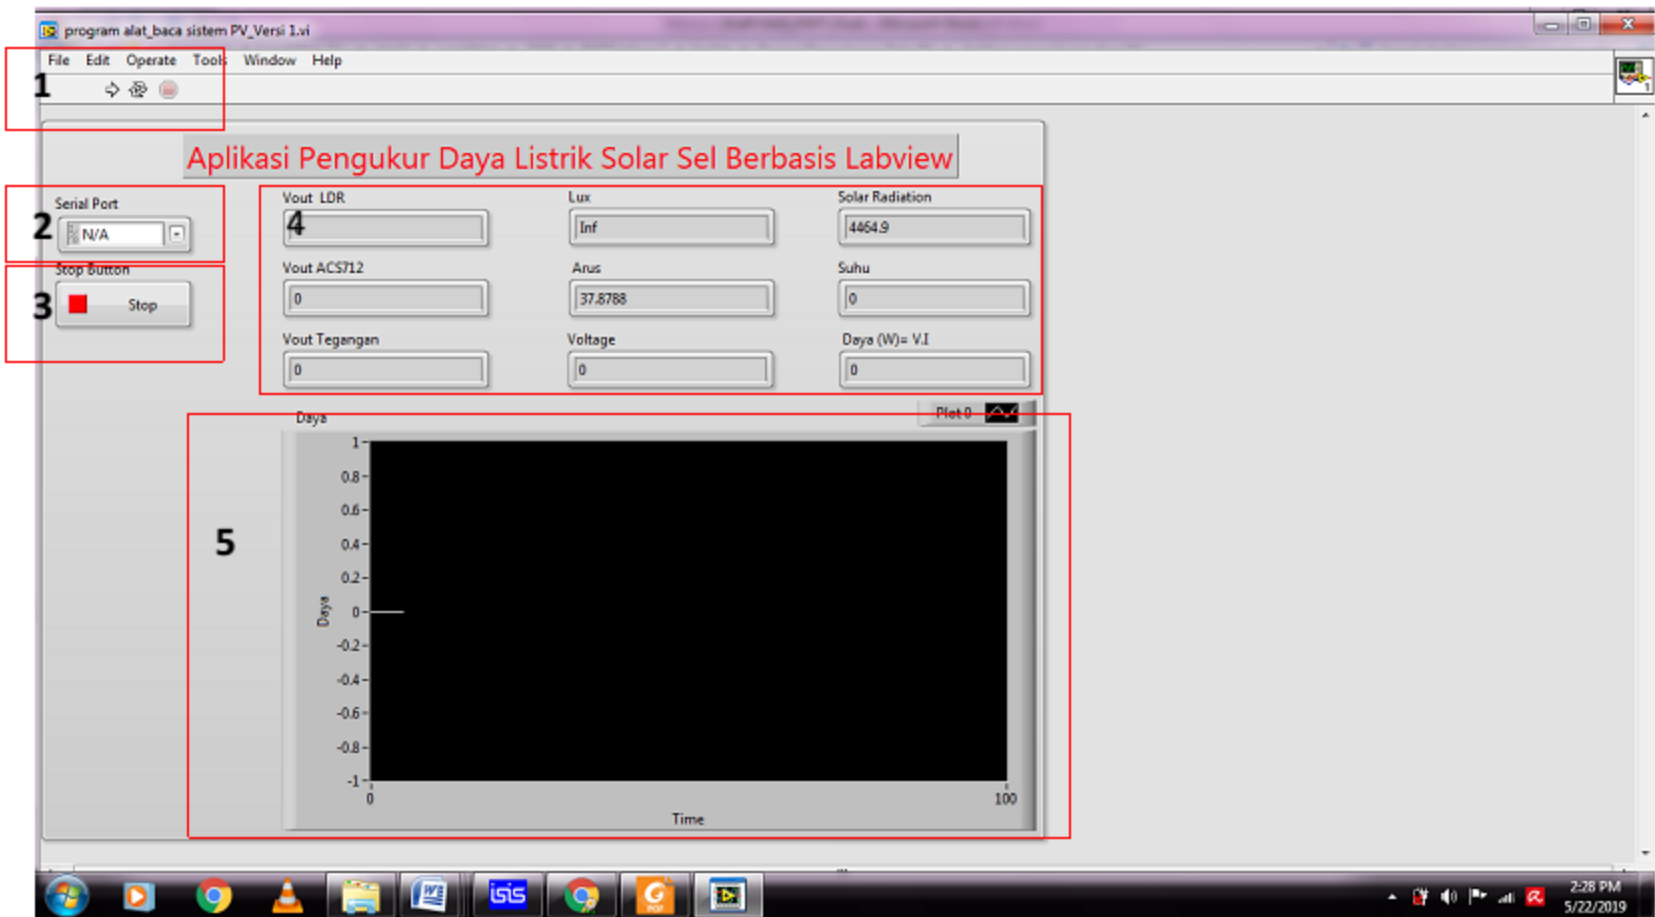 program alat_baca sistem PV_Versi 1.vi
File Edit Operate Tools Window Help
1
Aplikasi Pengukur Daya Listrik Solar Sel Berbasis Labview
Serial Port
2
N/A
Stop Button
3
Stop
Vout LDR
4
Lux
Inf
Solar Radiation
4464.9
Vout ACS712
0
Arus
37.8788
Suhu
0
Vout Tegangan
0
Voltage
0
Daya (W)= V.I
0
Daya
Plot 0
5
1
0.8
0.6
0.4
0.2
0
-0.2
-0.4
-0.6
-0.8
-1
Daya
0
100
Time
isis
2:28 PM
5/22/2019